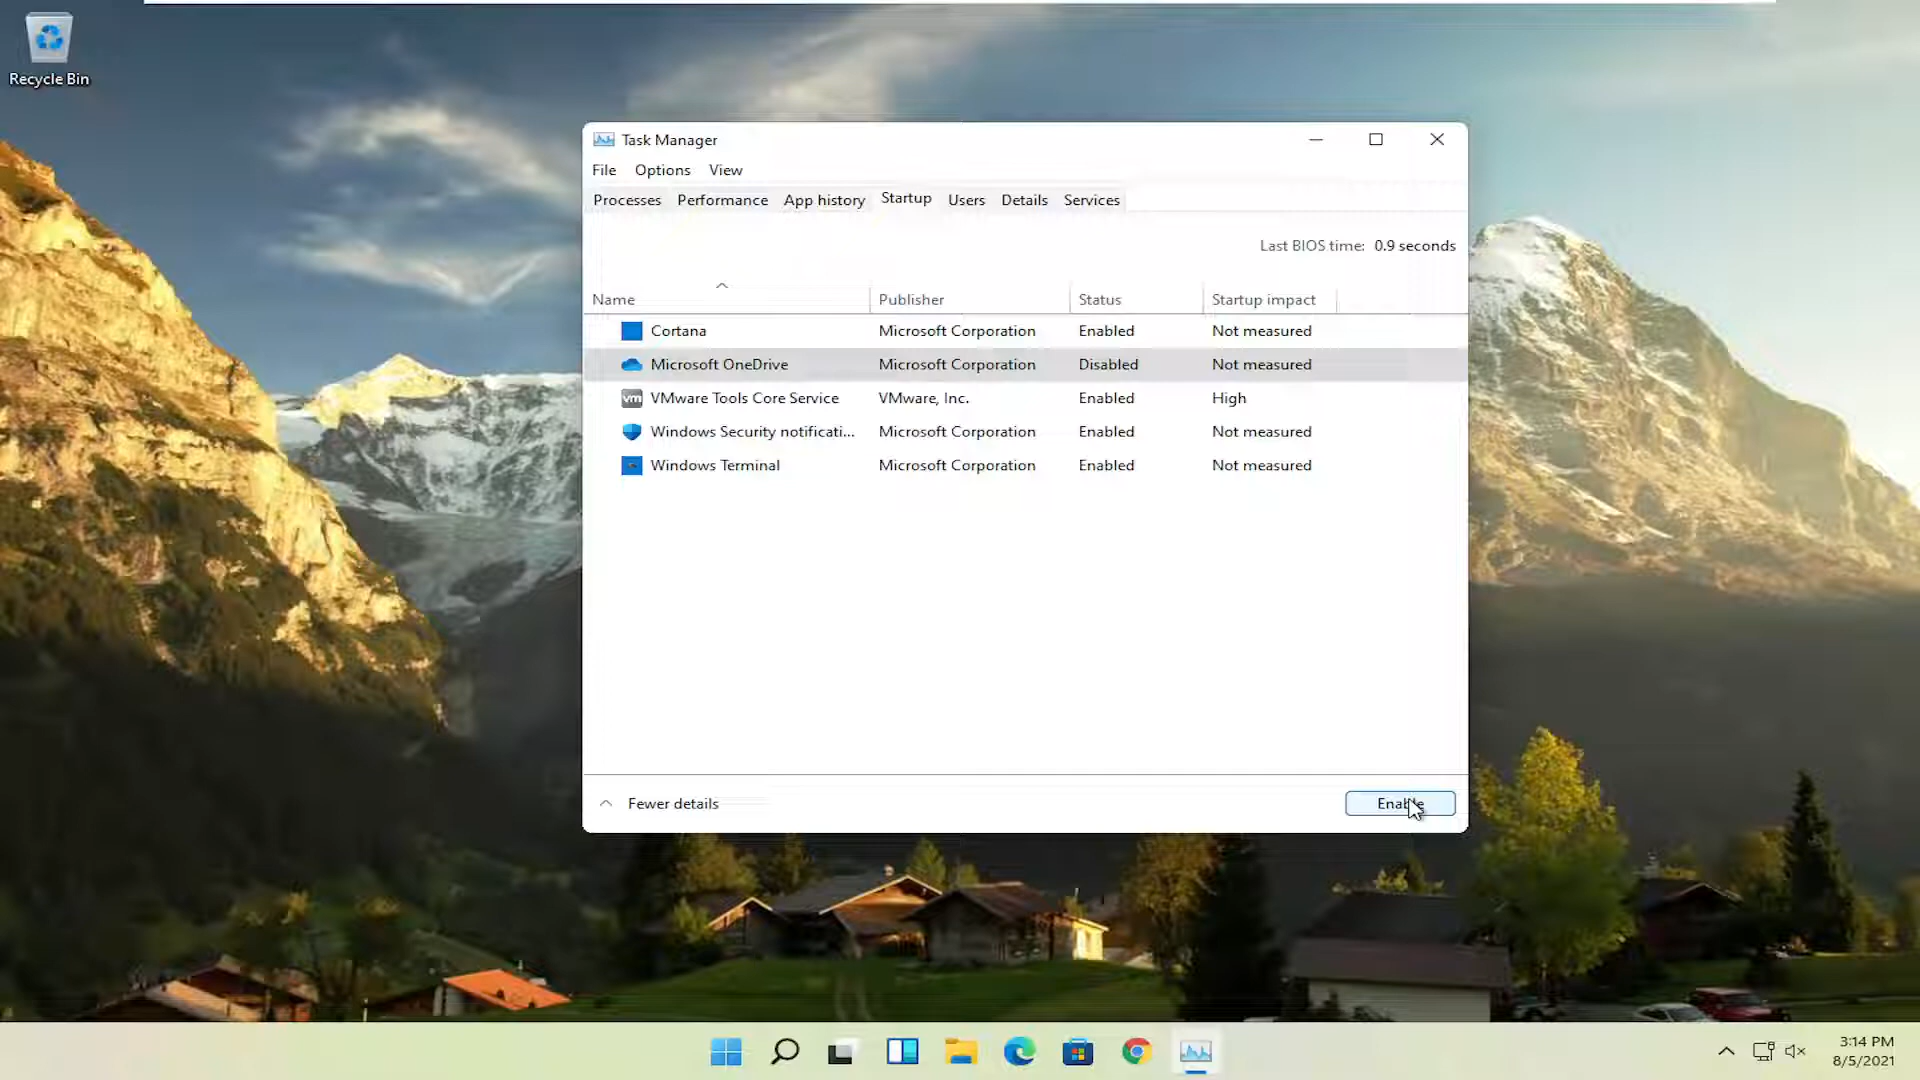 Recycle Bin
Task Manager
File Options View
Processes Performance App history Startup Users Details Services
Last BIOS time: 0.9 seconds
Name Publisher Status Startup impact
Cortana Microsoft Corporation Enabled Not measured
Microsoft OneDrive Microsoft Corporation Disabled Not measured
vm VMware Tools Core Service VMware, Inc. Enabled High
Windows Security notificati... Microsoft Corporation Enabled Not measured
Windows Terminal Microsoft Corporation Enabled Not measured
Fewer details Enable
3:14 PM
8/5/2021